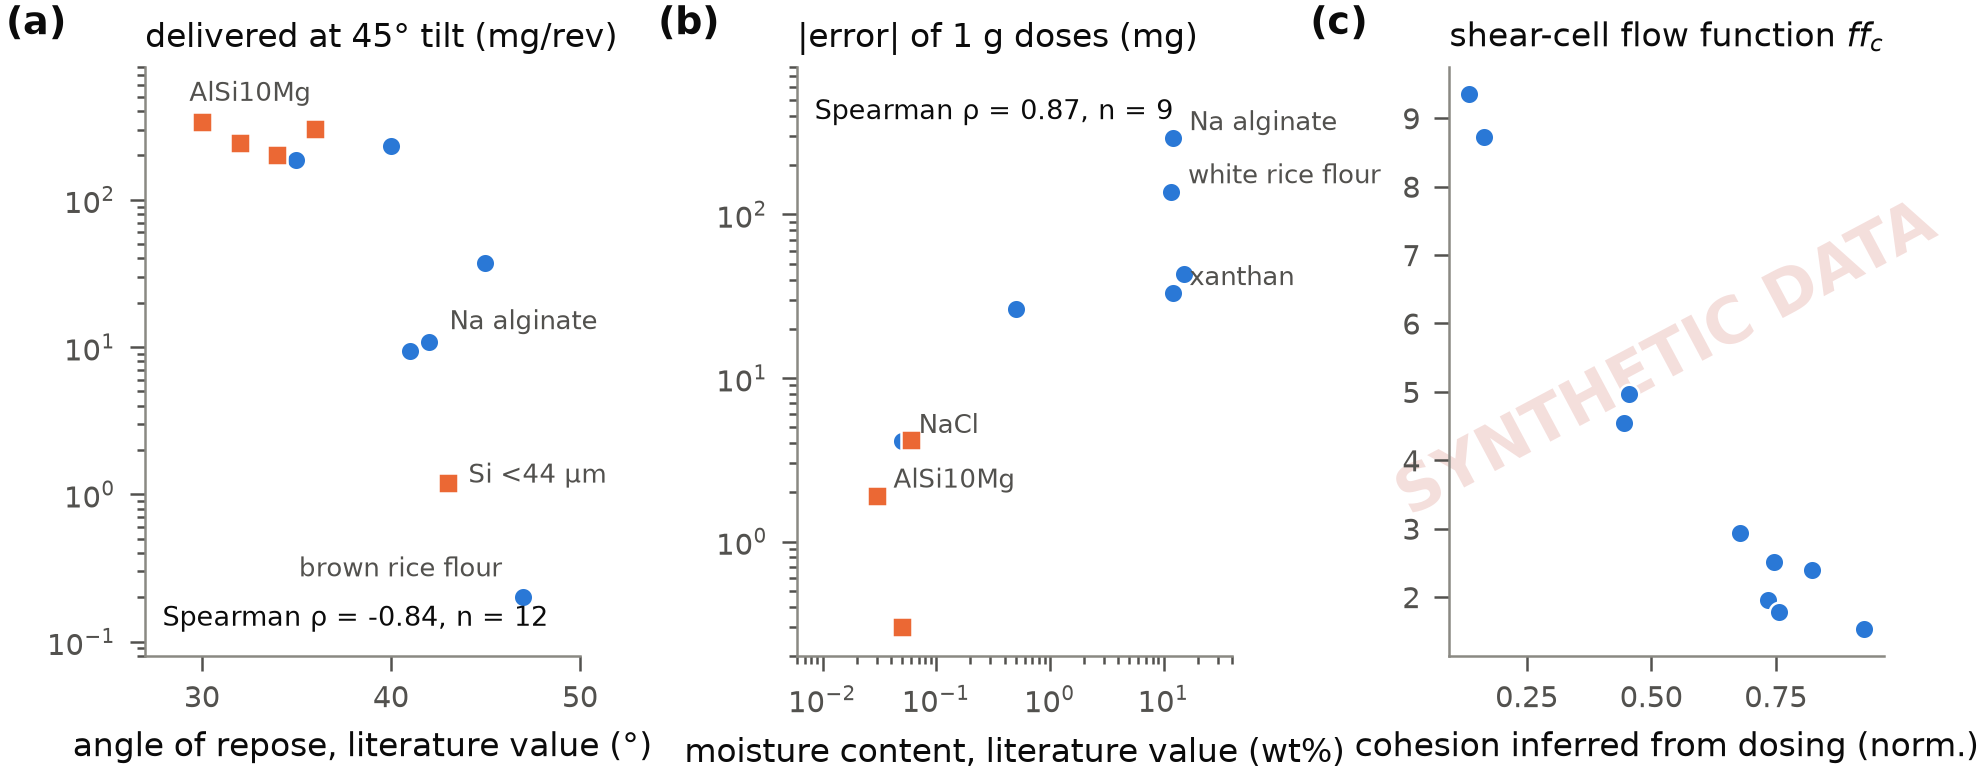 (a)
delivered at 45° tilt (mg/rev)
AlSi10Mg
Na alginate
Si <44 µm
brown rice flour
Spearman ρ = -0.84, n = 12
10²
10¹
10⁰
10⁻¹
30 40 50
angle of repose, literature value (°)
(b)
|error| of 1 g doses (mg)
Spearman ρ = 0.87, n = 9
Na alginate
white rice flour
xanthan
NaCl
AlSi10Mg
10²
10¹
10⁰
10⁻² 10⁻¹ 10⁰ 10¹
moisture content, literature value (wt%)
(c)
shear-cell flow function ff_c
9
8
7
6
5
4
3
2
SYNTHETIC DATA
0.25 0.50 0.75
cohesion inferred from dosing (norm.)